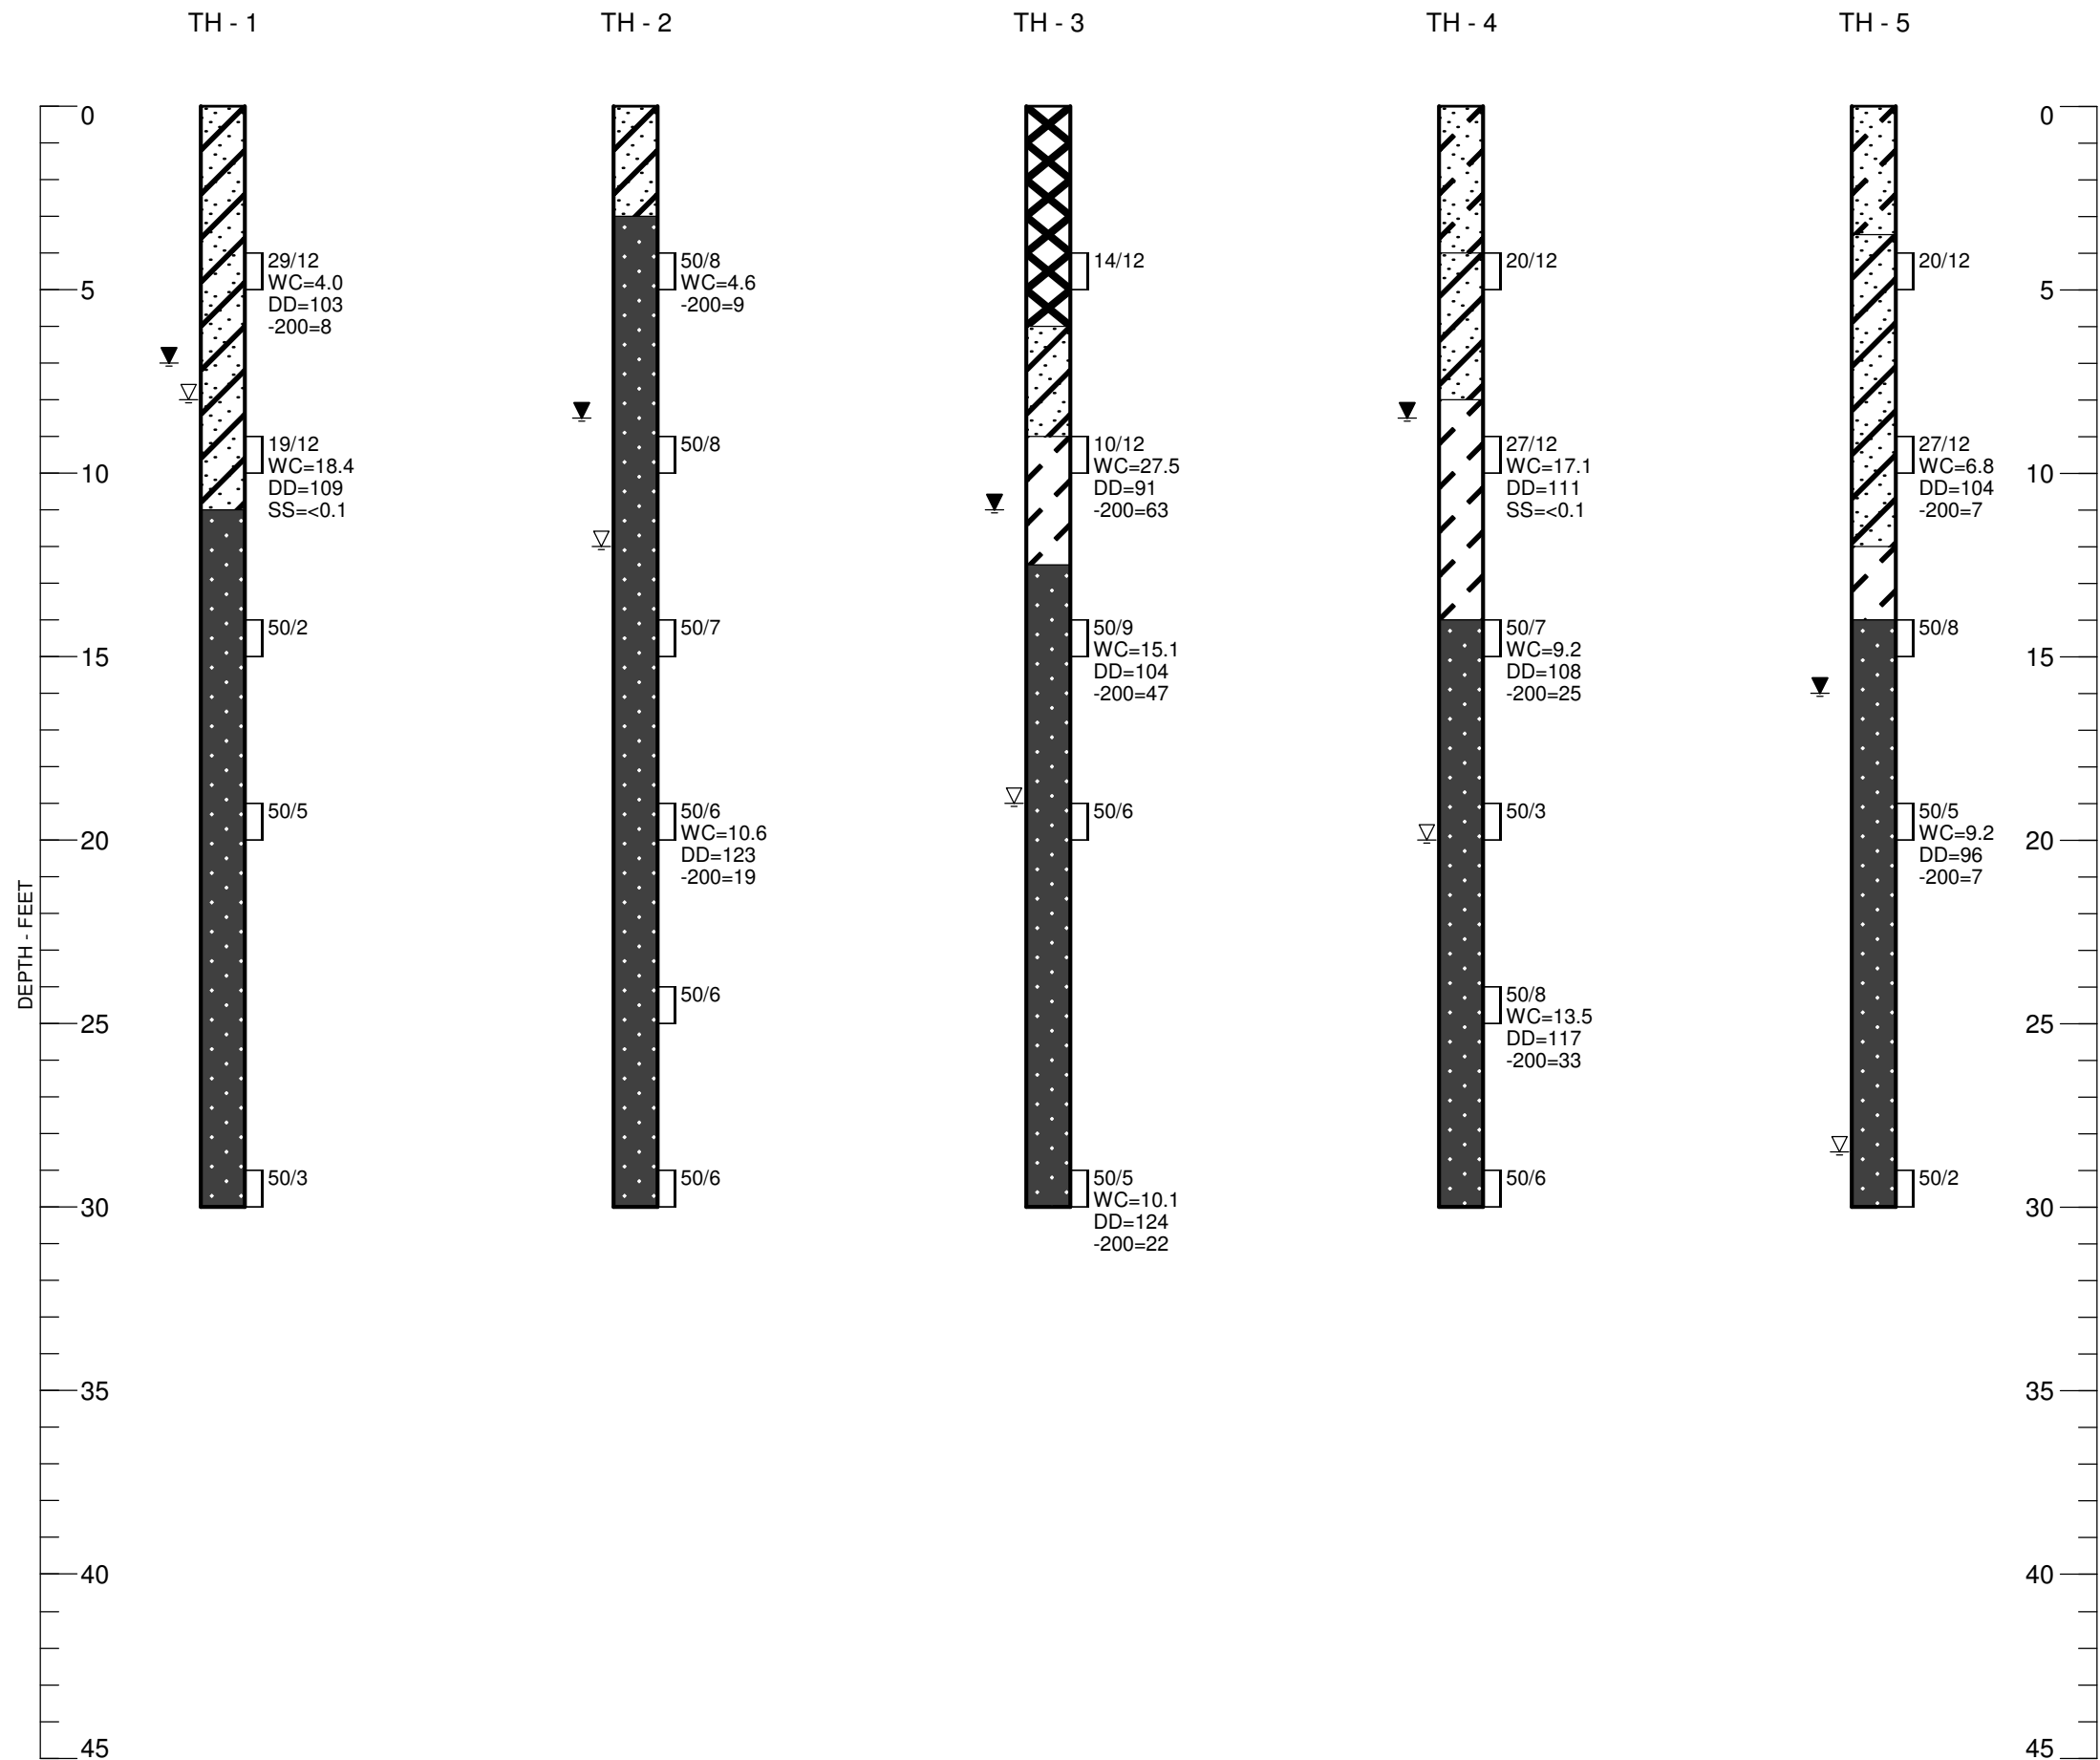 TH - 1
TH - 2
TH - 3
TH - 4
TH - 5
DEPTH - FEET
0
5
10
15
20
25
30
35
40
45
29/12
WC=4.0
DD=103
-200=8
19/12
WC=18.4
DD=109
SS=<0.1
50/2
50/5
50/3
50/8
WC=4.6
-200=9
50/8
50/7
50/6
WC=10.6
DD=123
-200=19
50/6
50/6
14/12
10/12
WC=27.5
DD=91
-200=63
50/9
WC=15.1
DD=104
-200=47
50/6
50/5
WC=10.1
DD=124
-200=22
20/12
27/12
WC=17.1
DD=111
SS=<0.1
50/7
WC=9.2
DD=108
-200=25
50/3
50/8
WC=13.5
DD=117
-200=33
50/6
20/12
27/12
WC=6.8
DD=104
-200=7
50/8
50/5
WC=9.2
DD=96
-200=7
50/2
0
5
10
15
20
25
30
35
40
45